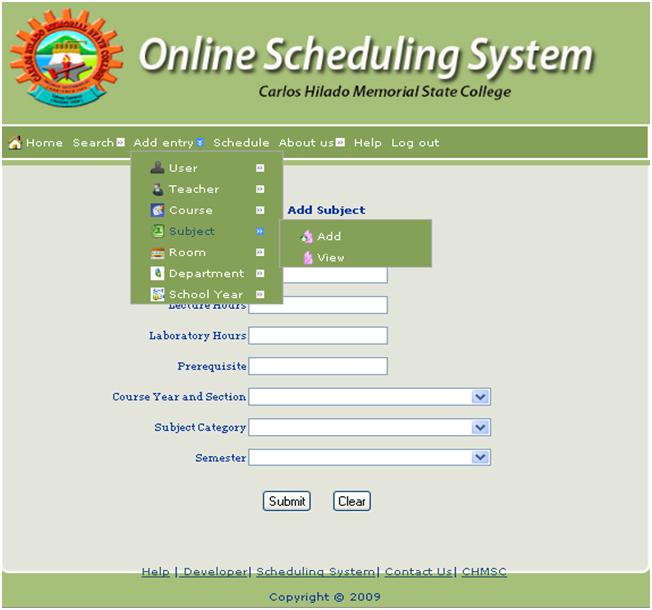 CARLOS HILADO MEMORIAL STATE COLLEGE
Online Scheduling System
Carlos Hilado Memorial State College
Home Search Add entry Schedule About us Help Log out
User
Teacher
Course
Add Subject
Subject
Add
Room
View
Department
School Year
Lecture Hours
Laboratory Hours
Prerequisite
Course Year and Section
Subject Category
Semester
Submit Clear
Help | Developer| Scheduling System| Contact Us| CHMSC
Copyright © 2009